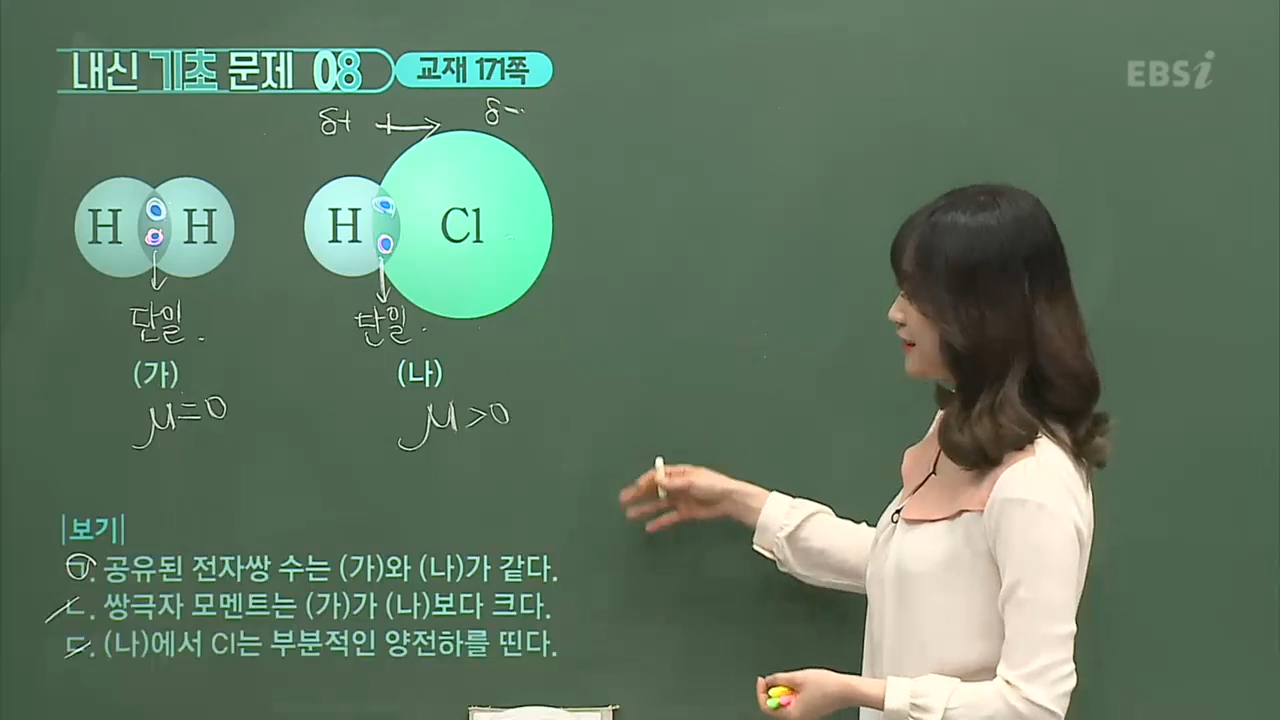 내신 기초 문제 08 교재 171쪽
EBSi
δ+ δ-
H H H Cl
단일. 단일.
(가) (나)
μ=0 μ>0
|보기|
ㄱ. 공유된 전자쌍 수는 (가)와 (나)가 같다.
ㄴ. 쌍극자 모멘트는 (가)가 (나)보다 크다.
ㄷ. (나)에서 Cl는 부분적인 양전하를 띤다.